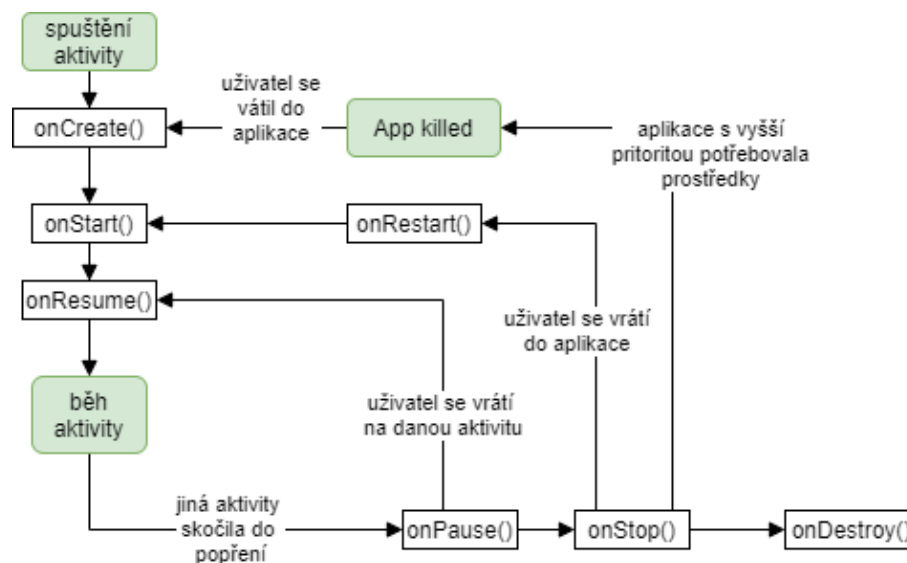 spuštění
aktivity
uživatel se
vátil do
aplikace
onCreate()
App killed
aplikace s vyšší
pritoritou potřebovala
prostředky
onStart()
onRestart()
onResume()
uživatel se vrátí
do aplikace
běh
aktivity
uživatel se vrátí
na danou aktivitu
jiná aktivity
skočila do
popření
onPause()
onStop()
onDestroy()